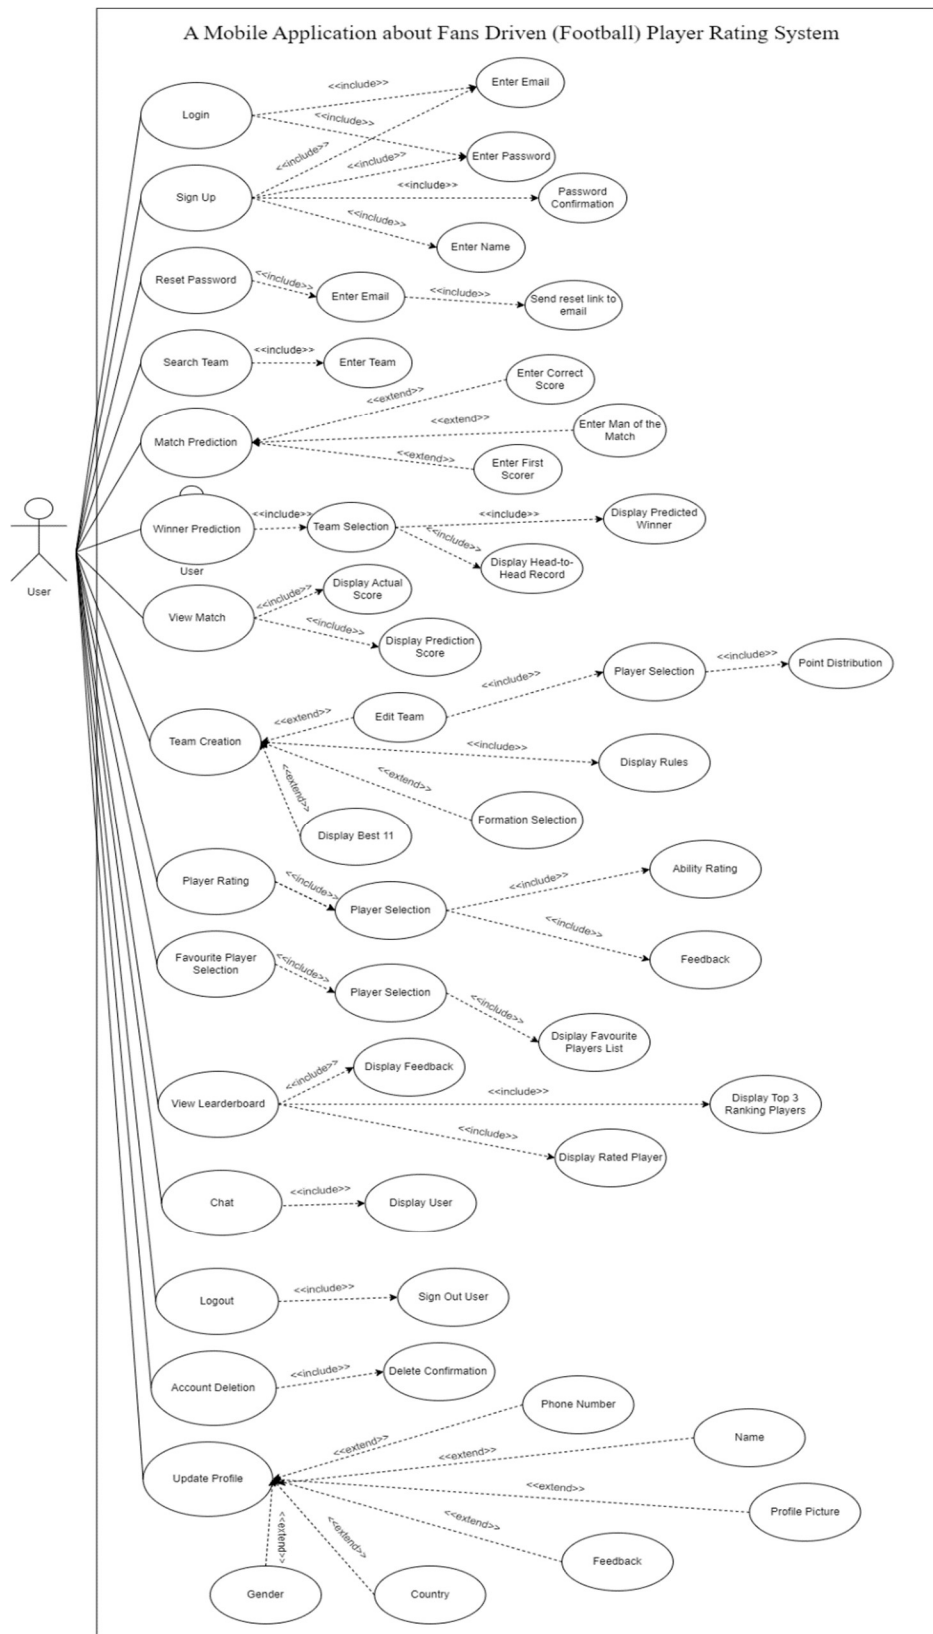 A Mobile Application about Fans Driven (Football) Player Rating System
Login
<<include>>
Enter Email
<<include>>
Enter Password
Sign Up
<<include>>
<<include>>
<<include>>
Password
Confirmation
<<include>>
Enter Name
Reset Password
<<include>>
Enter Email
<<include>>
Send reset link to
email
Search Team
<<include>>
Enter Team
Match Prediction
<<extend>>
Enter Correct
Score
<<extend>>
Enter Man of the
Match
<<extend>>
Enter First
Scorer
User
Winner Prediction
User
<<include>>
Team Selection
<<include>>
Display Predicted
Winner
<<include>>
Display Head-to-
Head Record
View Match
<<include>>
Display Actual
Score
<<include>>
Display Prediction
Score
Team Creation
<<extend>>
Edit Team
<<include>>
Player Selection
<<include>>
Point Distribution
<<include>>
Display Rules
<<extend>>
Formation Selection
<<extend>>
Display Best 11
Player Rating
<<include>>
Player Selection
<<include>>
Ability Rating
<<include>>
Feedback
Favourite Player
Selection
<<include>>
Player Selection
<<include>>
Dsiplay Favourite
Players List
View Learderboard
<<include>>
Display Feedback
<<include>>
Display Top 3
Ranking Players
<<include>>
Display Rated Player
Chat
<<include>>
Display User
Logout
<<include>>
Sign Out User
Account Deletion
<<include>>
Delete Confirmation
Update Profile
<<extend>>
Phone Number
<<extend>>
Name
<<extend>>
Profile Picture
<<extend>>
Feedback
<<extend>>
Country
<<extend>>
Gender